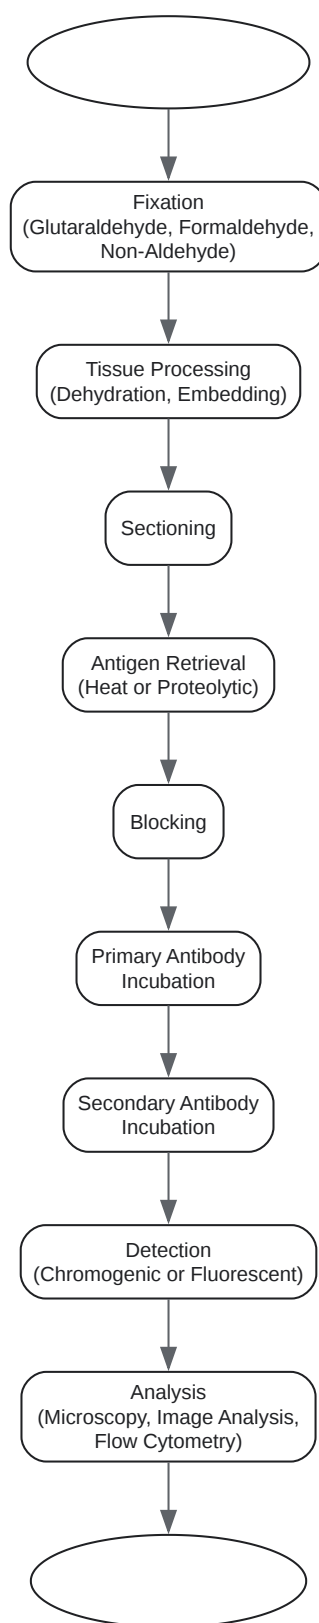 Fixation
(Glutaraldehyde, Formaldehyde,
Non-Aldehyde)
Tissue Processing
(Dehydration, Embedding)
Sectioning
Antigen Retrieval
(Heat or Proteolytic)
Blocking
Primary Antibody
Incubation
Secondary Antibody
Incubation
Detection
(Chromogenic or Fluorescent)
Analysis
(Microscopy, Image Analysis,
Flow Cytometry)